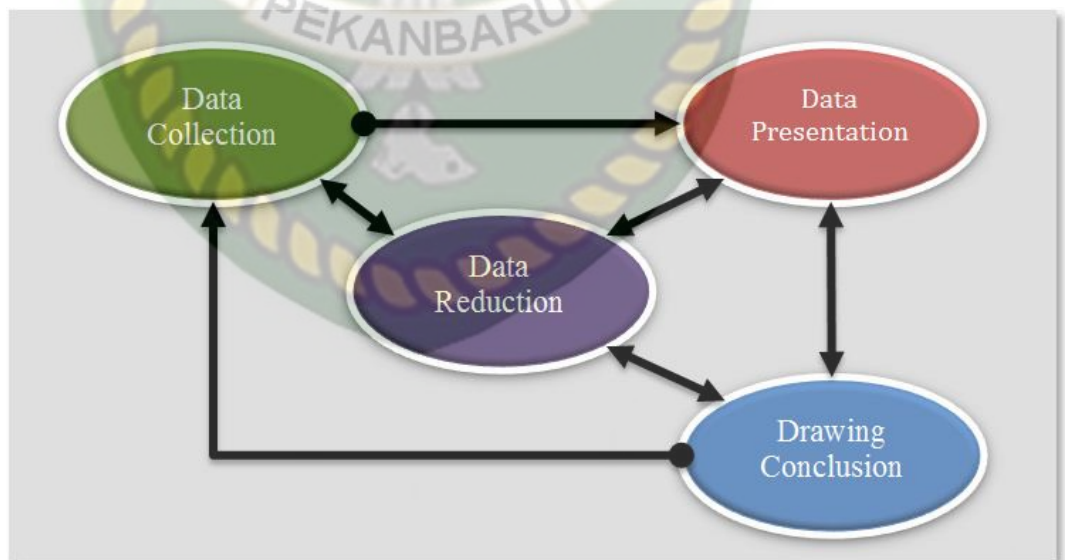 PEKANBARU
Data
Collection
Data
Presentation
Data
Reduction
Drawing
Conclusion